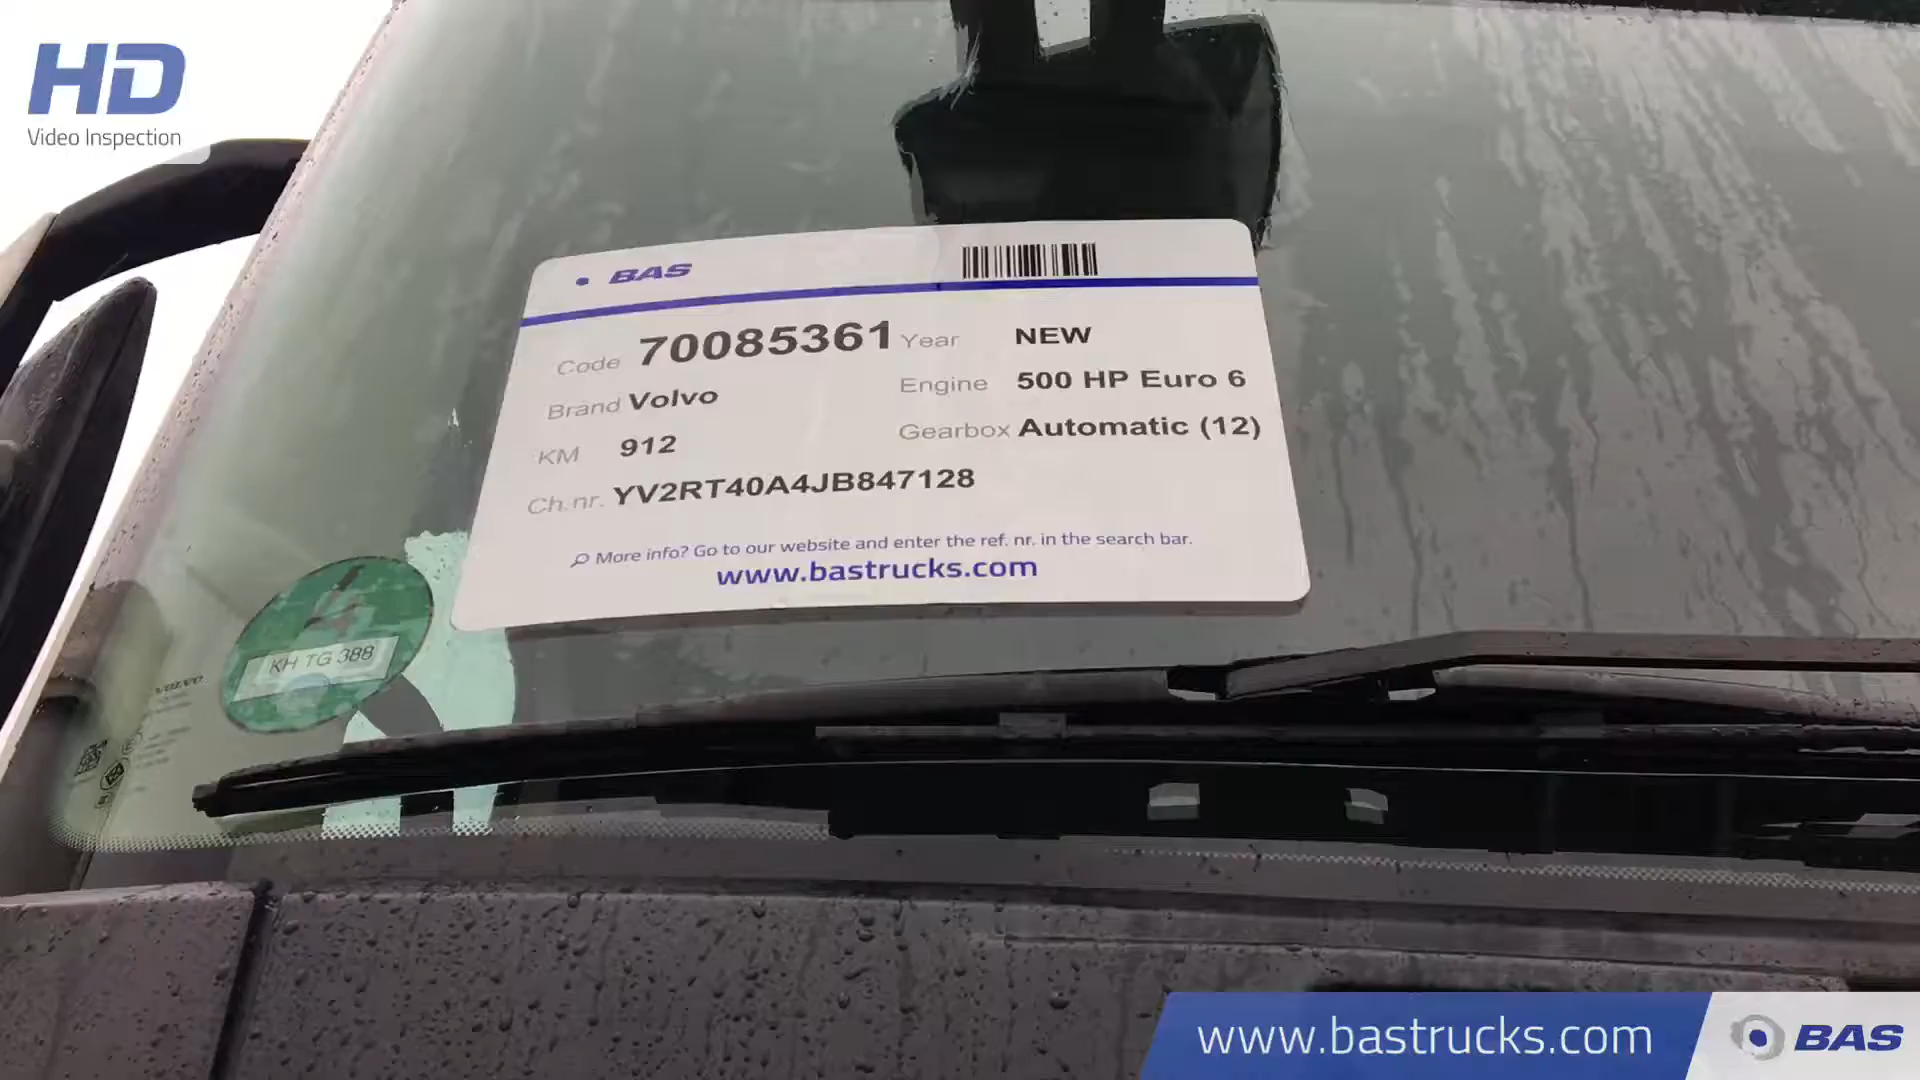 HD
Video Inspection
BAS
Code 70085361 Year NEW
Brand Volvo Engine 500 HP Euro 6
KM 912 Gearbox Automatic (12)
Ch.nr. YV2RT40A4JB847128
More info? Go to our website and enter the ref. nr. in the search bar.
www.bastrucks.com
4
KH TG 388
VOLVO
www.bastrucks.com BAS